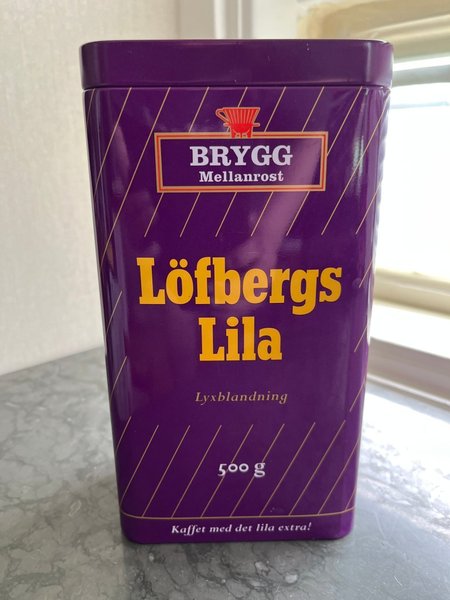 BRYGG
Mellanrost
Löfbergs
Lila
Lyxblandning
500 g
Kaffet med det lila extra!